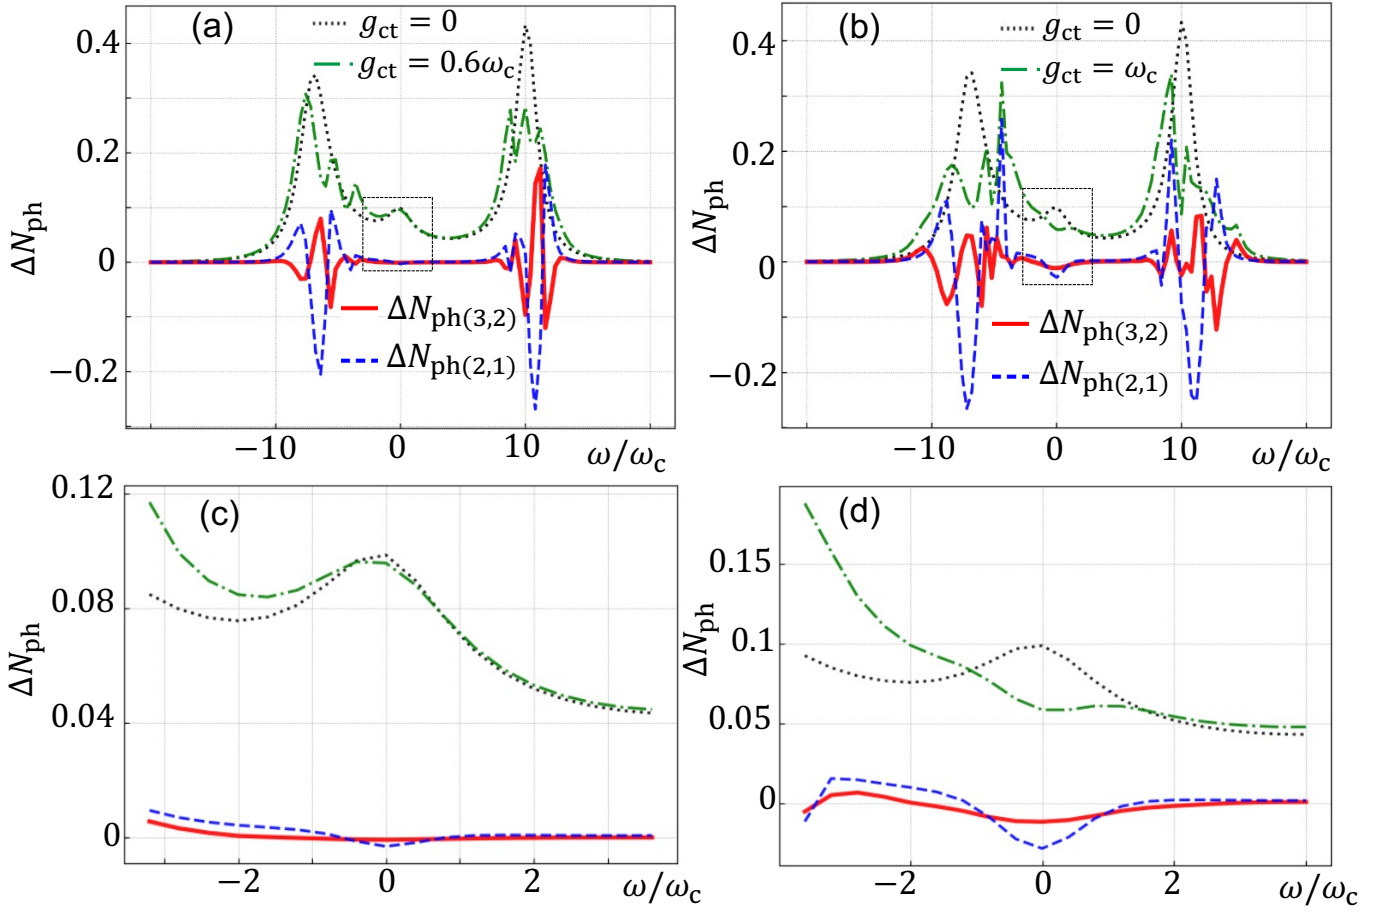 (a)
g_ct = 0
g_ct = 0.6ω_c
0.4
0.2
0
−0.2
ΔN_ph
ΔN_ph(3,2)
ΔN_ph(2,1)
−10 0 10 ω/ω_c
(b)
g_ct = 0
g_ct = ω_c
0.4
0.2
0
−0.2
ΔN_ph
ΔN_ph(3,2)
ΔN_ph(2,1)
−10 0 10 ω/ω_c
(c)
0.12
0.08
0.04
0
ΔN_ph
−2 0 2 ω/ω_c
(d)
0.15
0.1
0.05
0
ΔN_ph
−2 0 2 ω/ω_c